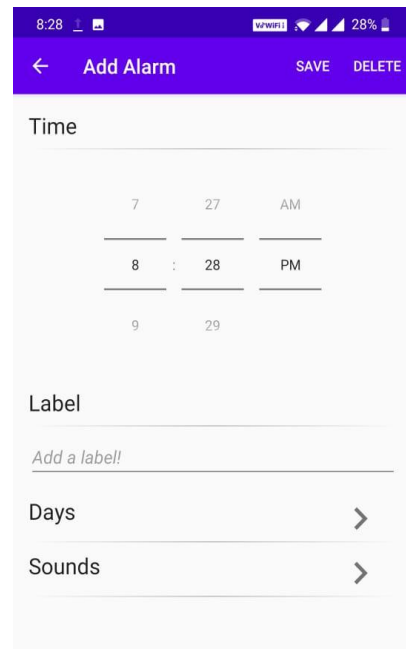 8:28 VoWiFi 28%
Add Alarm SAVE DELETE
Time
7 27 AM
8 : 28 PM
9 29
Label
Add a label!
Days
Sounds